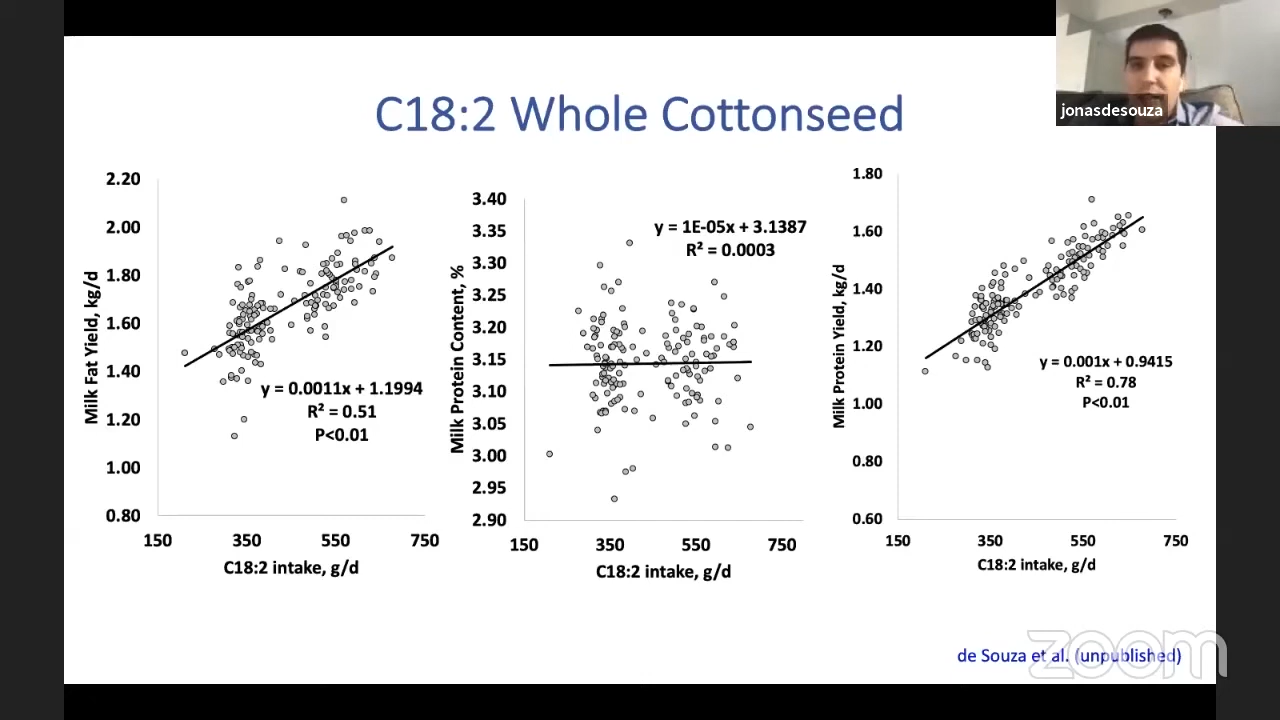 jonasdesouza
C18:2 Whole Cottonseed
Milk Fat Yield, kg/d
2.20
2.00
1.80
1.60
1.40
1.20
1.00
0.80
y = 0.0011x + 1.1994
R² = 0.51
P<0.01
150 350 550 750
C18:2 intake, g/d
Milk Protein Content, %
3.40
3.35
3.30
3.25
3.20
3.15
3.10
3.05
3.00
2.95
2.90
y = 1E-05x + 3.1387
R² = 0.0003
150 350 550 750
C18:2 intake, g/d
Milk Protein Yield, kg/d
1.80
1.60
1.40
1.20
1.00
0.80
0.60
y = 0.001x + 0.9415
R² = 0.78
P<0.01
150 350 550 750
C18:2 intake, g/d
de Souza et al. (unpublished)
zoom